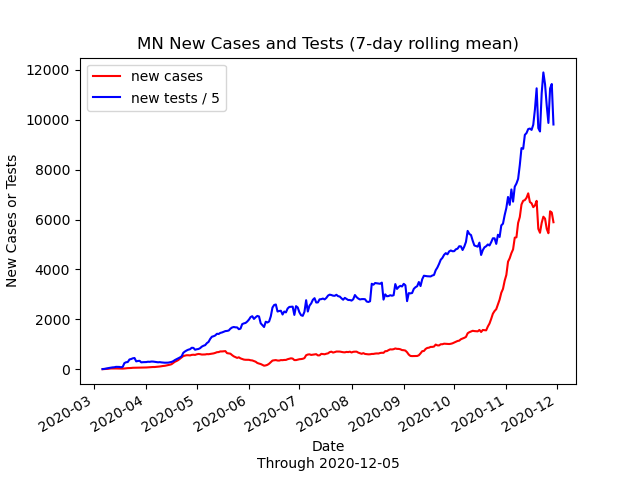 MN New Cases and Tests (7-day rolling mean)
new cases
new tests / 5
12000
10000
8000
6000
4000
2000
0
New Cases or Tests
2020-03
2020-04
2020-05
2020-06
2020-07
2020-08
2020-09
2020-10
2020-11
2020-12
Date
Through 2020-12-05